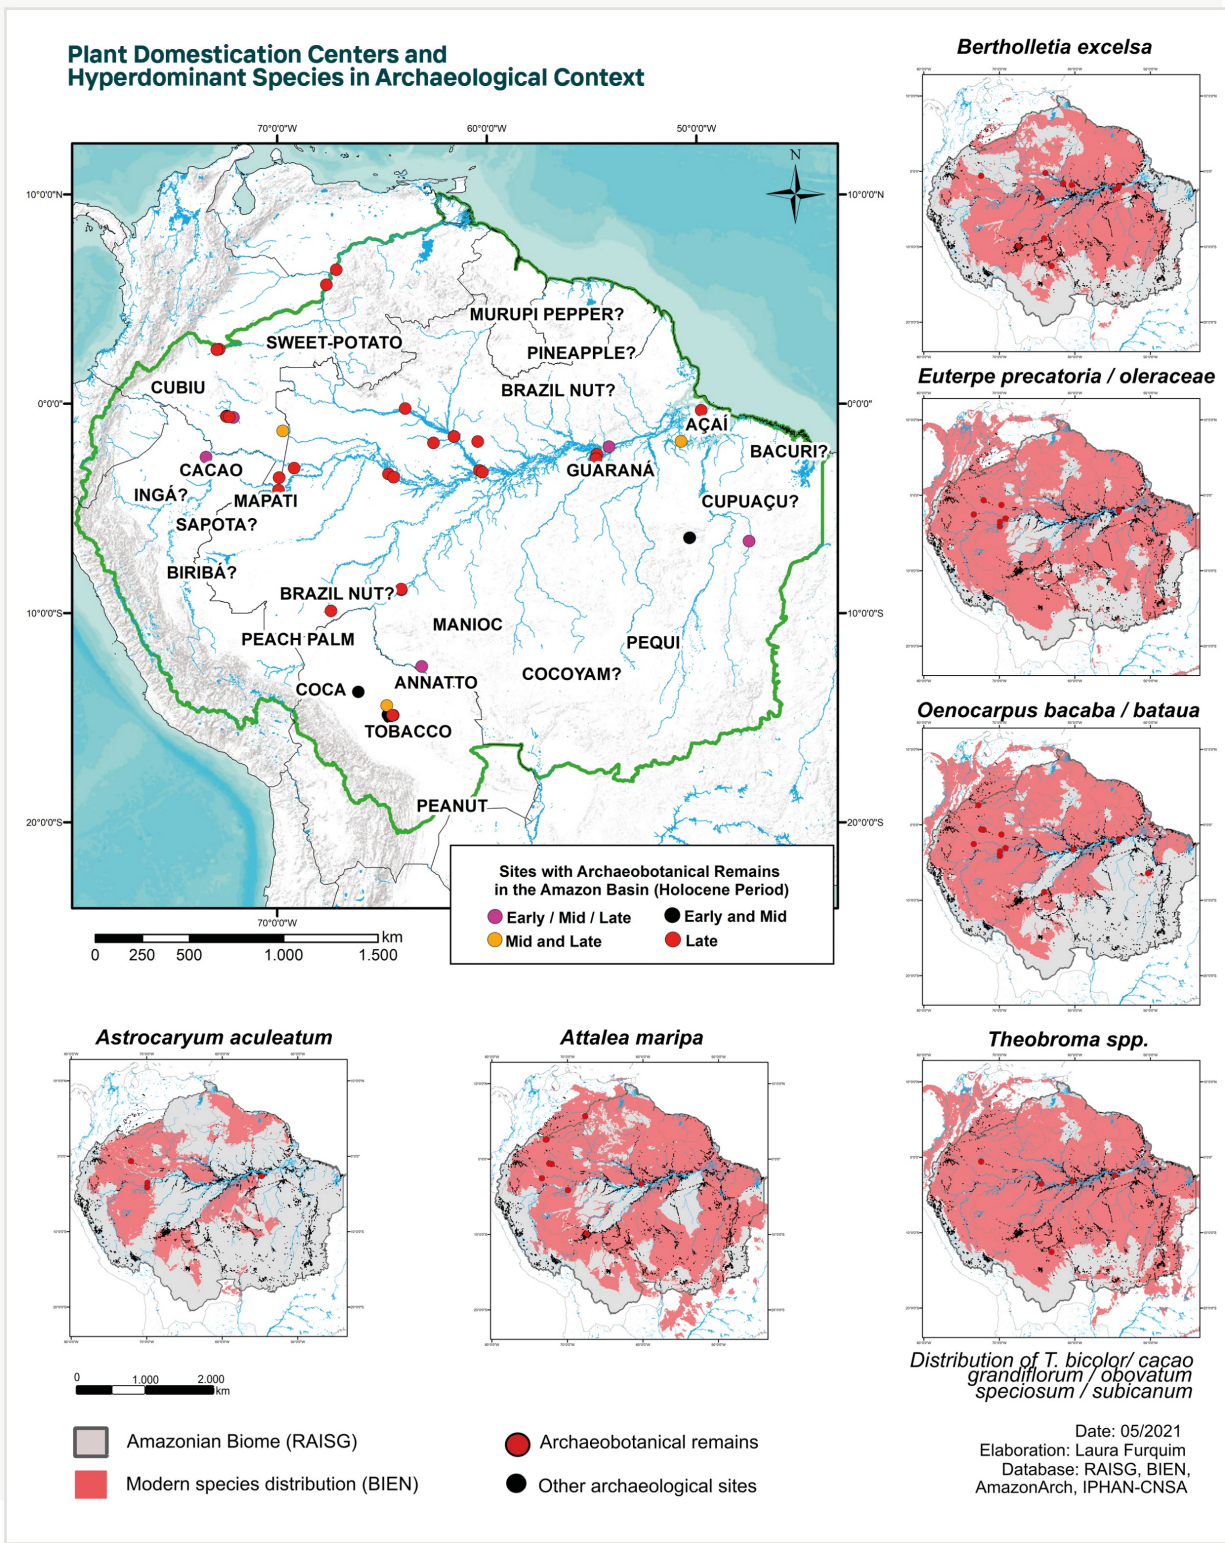 Plant Domestication Centers and
Hyperdominant Species in Archaeological Context
70°0'0"W 60°0'0"W 50°0'0"W
N
10°0'0"N 10°0'0"N
MURUPI PEPPER?
SWEET-POTATO
PINEAPPLE?
CUBIU
BRAZIL NUT?
0°0'0" 0°0'0"
AÇAÍ
BACURI?
CACAO
GUARANÁ
INGÁ?
MAPATI
CUPUAÇU?
SAPOTA?
BIRIBÁ?
BRAZIL NUT?
10°0'0"S 10°0'0"S
MANIOC
PEACH PALM
PEQUI
COCOYAM?
ANNATTO
COCA
TOBACCO
PEANUT
20°0'0"S 20°0'0"S
70°0'0"W
Sites with Archaeobotanical Remains
in the Amazon Basin (Holocene Period)
Early / Mid / Late
Early and Mid
Mid and Late
Late
km
0 250 500 1.000 1.500
Bertholletia excelsa
Euterpe precatoria / oleraceae
Oenocarpus bacaba / bataua
Astrocaryum aculeatum
Attalea maripa
Theobroma spp.
Distribution of T. bicolor/ cacao
grandiflorum / obovatum
speciosum / subicanum
0 1.000 2.000
km
Amazonian Biome (RAISG)
Modern species distribution (BIEN)
Archaeobotanical remains
Other archaeological sites
Date: 05/2021
Elaboration: Laura Furquim
Database: RAISG, BIEN,
AmazonArch, IPHAN-CNSA